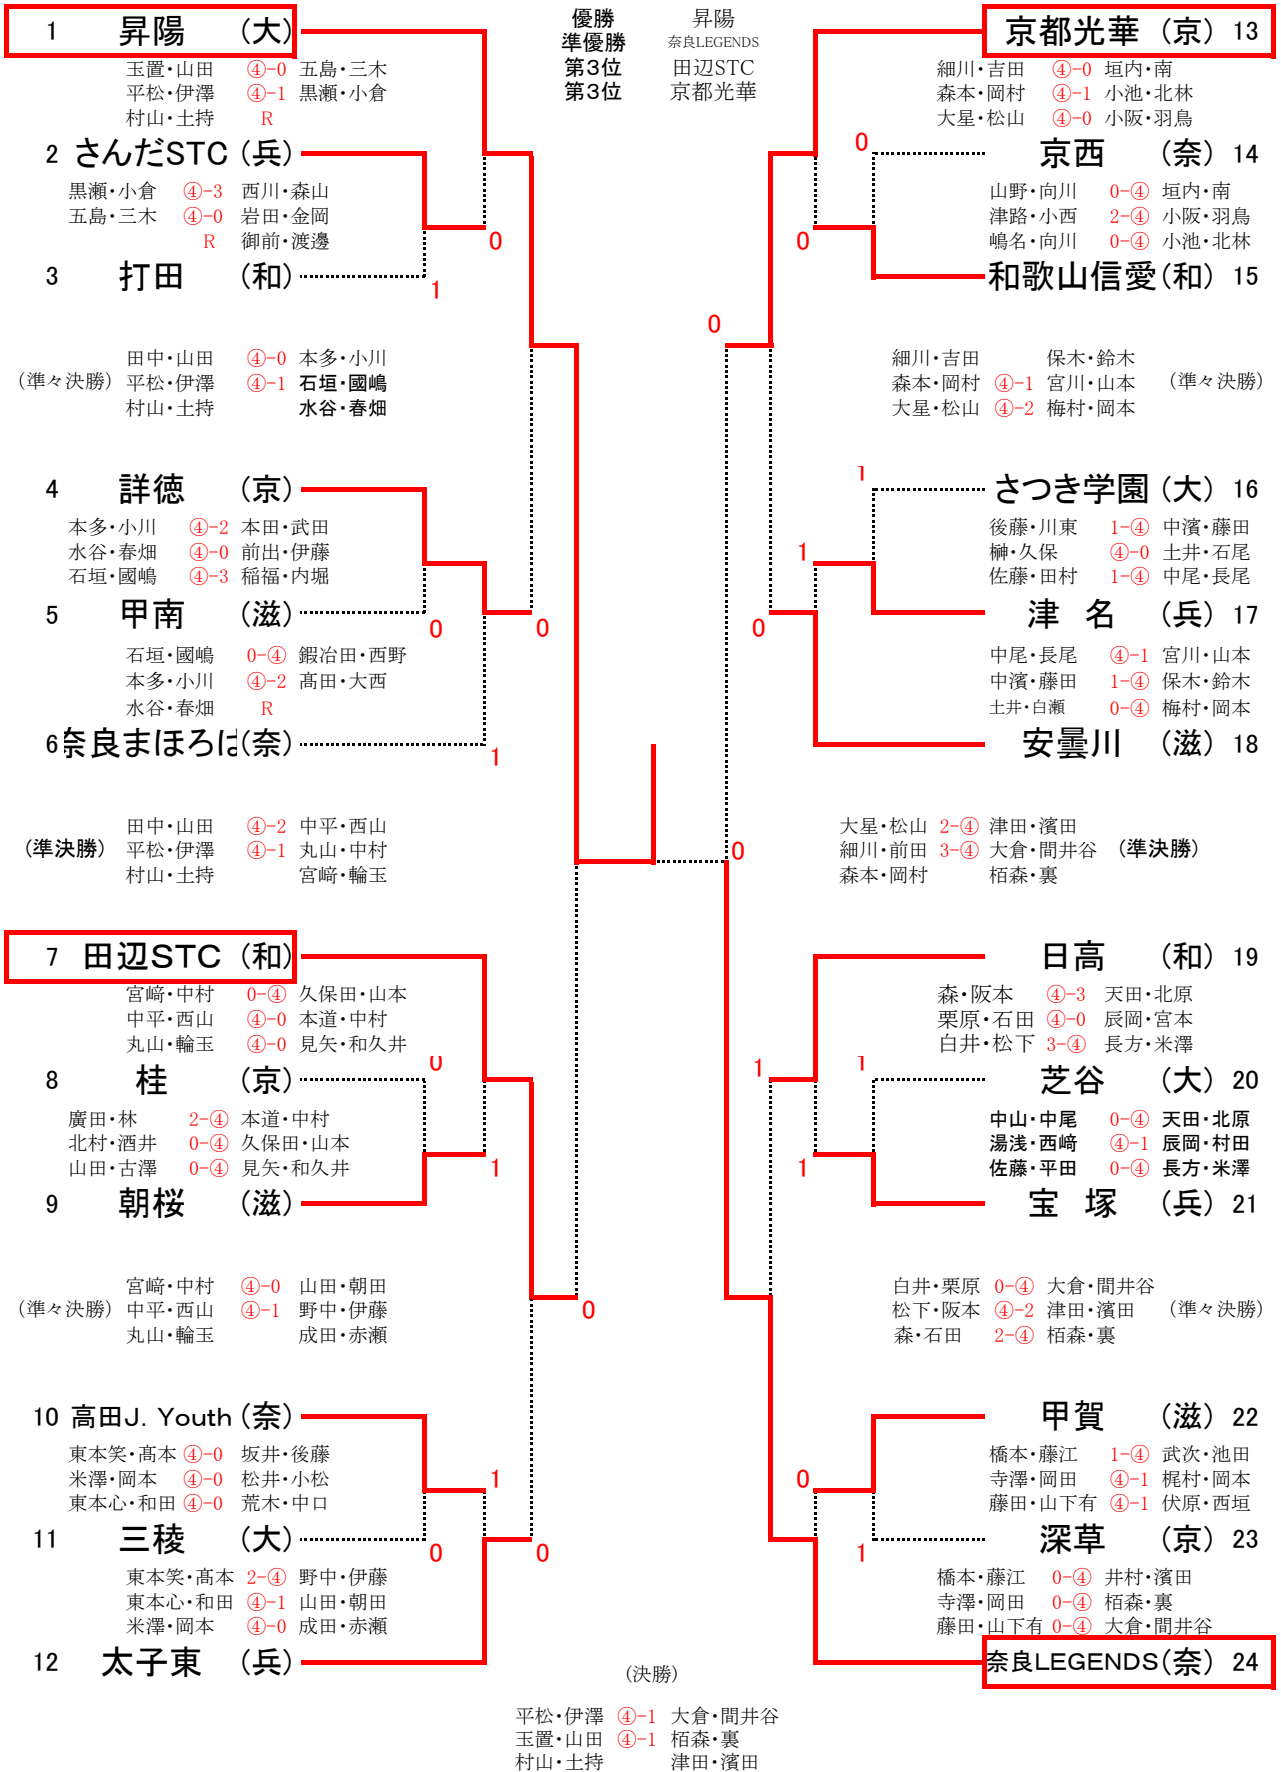 優勝 昇陽
準優勝 奈良LEGENDS
第3位 田辺STC
第3位 京都光華
1 昇陽 (大)
玉置・山田 ④-0 五島・三木
平松・伊澤 ④-1 黒瀬・小倉
村山・土持 R
2 さんだSTC (兵)
黒瀬・小倉 ④-3 西川・森山
五島・三木 ④-0 岩田・金岡
R 御前・渡邊
0
3 打田 (和)
1
田中・山田 ④-0 本多・小川
(準々決勝) 平松・伊澤 ④-1 石垣・國嶋
村山・土持 水谷・春畑
4 詳徳 (京)
本多・小川 ④-2 本田・武田
水谷・春畑 ④-0 前出・伊藤
石垣・國嶋 ④-3 稲福・内堀
5 甲南 (滋)
0 0
石垣・國嶋 0-④ 鍜冶田・西野
本多・小川 ④-2 髙田・大西
水谷・春畑 R
6 奈良まほろば (奈)
1
田中・山田 ④-2 中平・西山
(準決勝) 平松・伊澤 ④-1 丸山・中村
村山・土持 宮﨑・輪玉
7 田辺STC (和)
宮﨑・中村 0-④ 久保田・山本
中平・西山 ④-0 本道・中村
丸山・輪玉 ④-0 見矢・和久井
0
8 桂 (京)
廣田・林 2-④ 本道・中村
北村・酒井 0-④ 久保田・山本
山田・古澤 0-④ 見矢・和久井
1
9 朝桜 (滋)
宮﨑・中村 ④-0 山田・朝田
(準々決勝) 中平・西山 ④-1 野中・伊藤
丸山・輪玉 成田・赤瀬
0
10 高田J. Youth (奈)
東本笑・髙本 ④-0 坂井・後藤
米澤・岡本 ④-0 松井・小松
東本心・和田 ④-0 荒木・中口
1
11 三稜 (大)
0 0
東本笑・髙本 2-④ 野中・伊藤
東本心・和田 ④-1 山田・朝田
米澤・岡本 ④-0 成田・赤瀬
12 太子東 (兵)
京都光華 (京) 13
細川・吉田 ④-0 垣内・南
森本・岡村 ④-1 小池・北林
大星・松山 ④-0 小阪・羽鳥
0
京西 (奈) 14
山野・向川 0-④ 垣内・南
津路・小西 2-④ 小阪・羽鳥
嶋名・向川 0-④ 小池・北林
0
和歌山信愛 (和) 15
0
細川・吉田 保木・鈴木
森本・岡村 ④-1 宮川・山本 (準々決勝)
大星・松山 ④-2 梅村・岡本
1
さつき学園 (大) 16
後藤・川東 1-④ 中濱・藤田
榊・久保 ④-0 土井・石尾
佐藤・田村 1-④ 中尾・長尾
1
津 名 (兵) 17
0
中尾・長尾 ④-1 宮川・山本
中濱・藤田 1-④ 保木・鈴木
土井・白瀬 0-④ 梅村・岡本
安曇川 (滋) 18
大星・松山 2-④ 津田・濱田
細川・前田 3-④ 大倉・間井谷 (準決勝)
森本・岡村 栢森・裏
0
日高 (和) 19
森・阪本 ④-3 天田・北原
栗原・石田 ④-0 辰岡・宮本
白井・松下 3-④ 長方・米澤
1 1
芝谷 (大) 20
中山・中尾 0-④ 天田・北原
湯浅・西﨑 ④-1 辰岡・村田
佐藤・平田 0-④ 長方・米澤
1
宝 塚 (兵) 21
白井・栗原 0-④ 大倉・間井谷
松下・阪本 ④-2 津田・濱田 (準々決勝)
森・石田 2-④ 栢森・裏
甲賀 (滋) 22
橋本・藤江 1-④ 武次・池田
寺澤・岡田 ④-1 梶村・岡本
藤田・山下有 ④-1 伏原・西垣
0
深草 (京) 23
1
橋本・藤江 0-④ 井村・濱田
寺澤・岡田 0-④ 栢森・裏
藤田・山下有 0-④ 大倉・間井谷
奈良LEGENDS (奈) 24
(決勝)
平松・伊澤 ④-1 大倉・間井谷
玉置・山田 ④-1 栢森・裏
村山・土持 津田・濱田